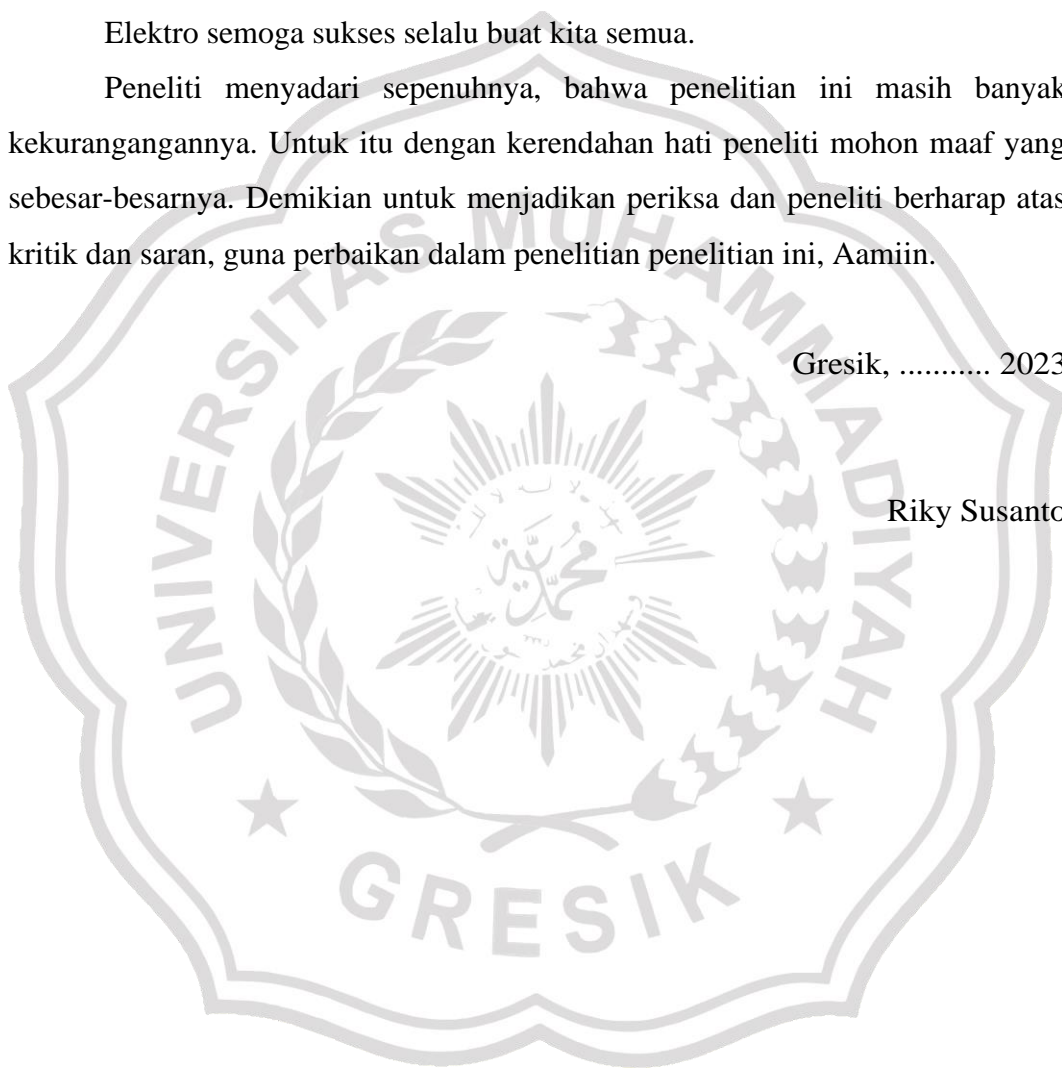 Elektro semoga sukses selalu buat kita semua.
Peneliti menyadari sepenuhnya, bahwa penelitian ini masih banyak
kekurangangannya. Untuk itu dengan kerendahan hati peneliti mohon maaf yang
sebesar-besarnya. Demikian untuk menjadikan periksa dan peneliti berharap atas
kritik dan saran, guna perbaikan dalam penelitian penelitian ini, Aamiin.
Gresik, ........... 2023
Riky Susanto
UNIVERSITAS MUHAMMADIYAH
GRESIK